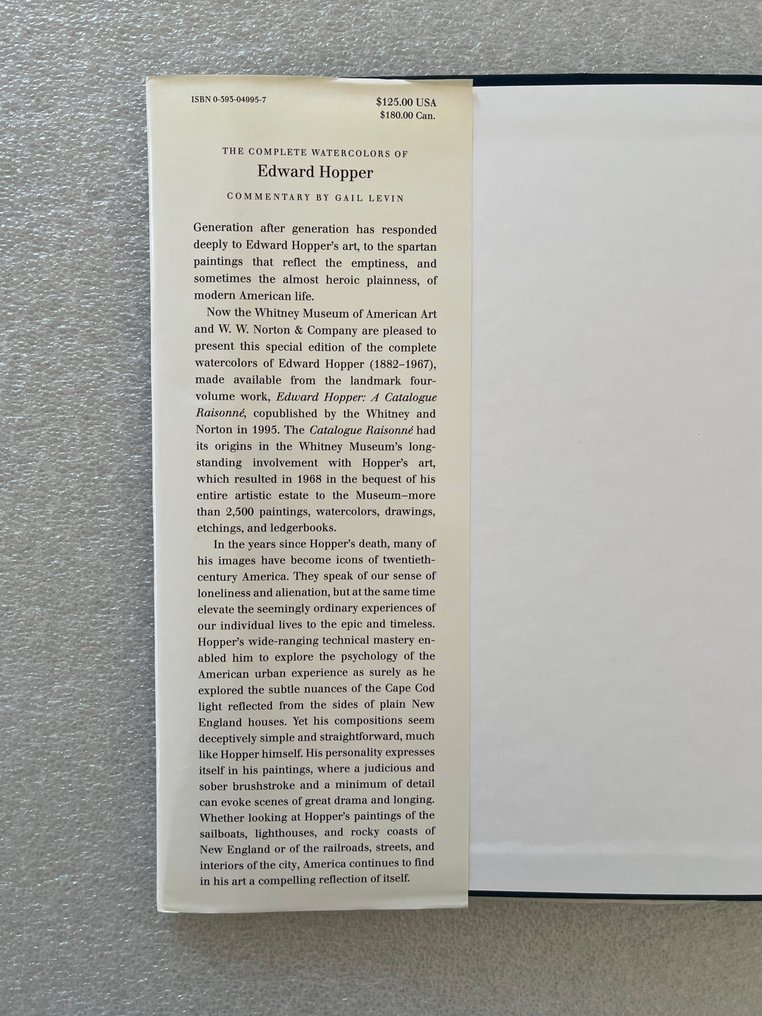 ISBN 0-393-04995-7
$125.00 USA
$180.00 Can.
THE COMPLETE WATERCOLORS OF
Edward Hopper
COMMENTARY BY GAIL LEVIN
Generation after generation has responded
deeply to Edward Hopper's art, to the spartan
paintings that reflect the emptiness, and
sometimes the almost heroic plainness, of
modern American life.
Now the Whitney Museum of American Art
and W. W. Norton & Company are pleased to
present this special edition of the complete
watercolors of Edward Hopper (1882–1967),
made available from the landmark four-
volume work, Edward Hopper: A Catalogue
Raisonné, copublished by the Whitney and
Norton in 1995. The Catalogue Raisonné had
its origins in the Whitney Museum's long-
standing involvement with Hopper's art,
which resulted in 1968 in the bequest of his
entire artistic estate to the Museum—more
than 2,500 paintings, watercolors, drawings,
etchings, and ledgerbooks.
In the years since Hopper's death, many of
his images have become icons of twentieth-
century America. They speak of our sense of
loneliness and alienation, but at the same time
elevate the seemingly ordinary experiences of
our individual lives to the epic and timeless.
Hopper's wide-ranging technical mastery en-
abled him to explore the psychology of the
American urban experience as surely as he
explored the subtle nuances of the Cape Cod
light reflected from the sides of plain New
England houses. Yet his compositions seem
deceptively simple and straightforward, much
like Hopper himself. His personality expresses
itself in his paintings, where a judicious and
sober brushstroke and a minimum of detail
can evoke scenes of great drama and longing.
Whether looking at Hopper's paintings of the
sailboats, lighthouses, and rocky coasts of
New England or of the railroads, streets, and
interiors of the city, America continues to find
in his art a compelling reflection of itself.